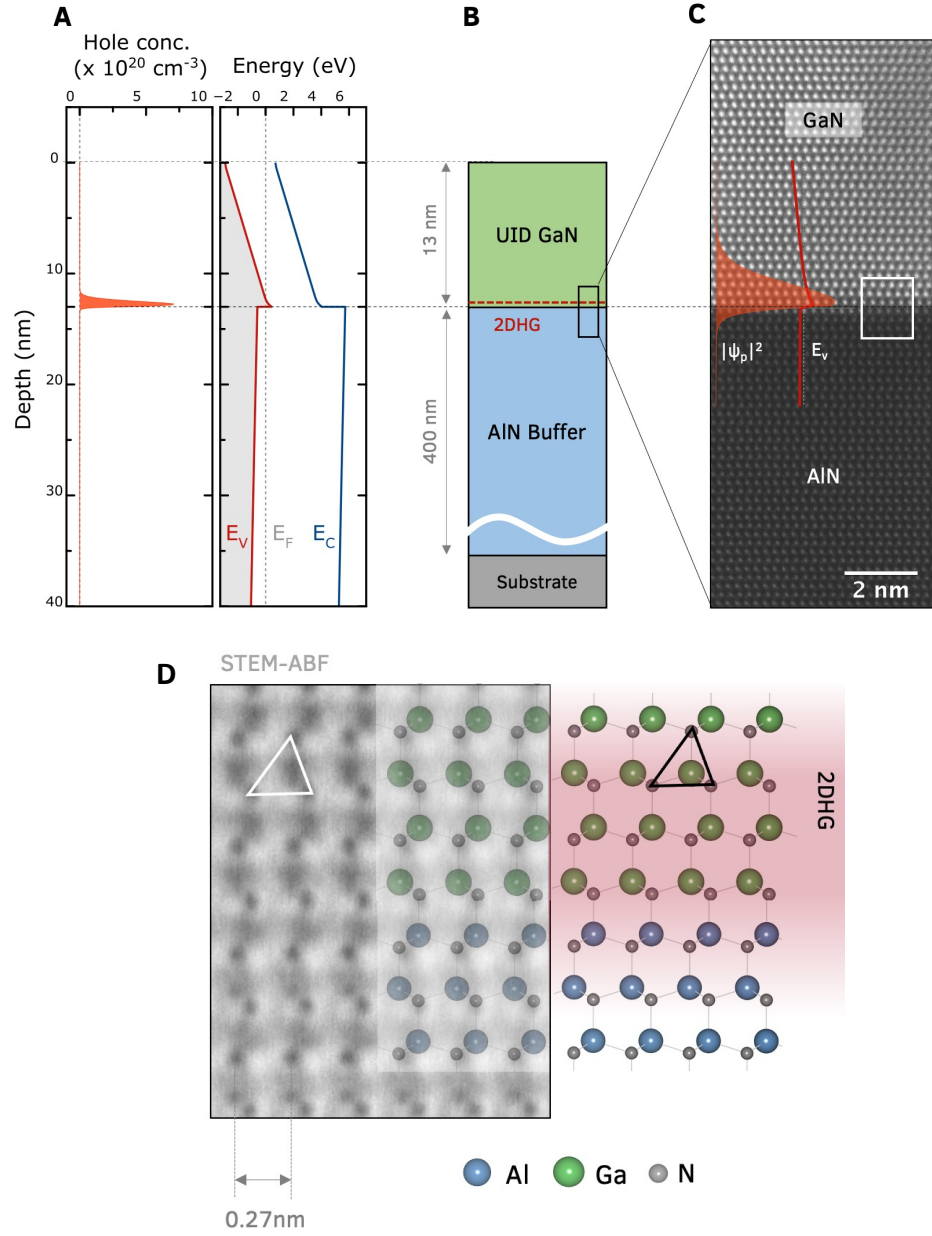 A
B
C
Hole conc.
(x 10²⁰ cm⁻³)
Energy (eV)
0 5 10
−2 0 2 4 6
Depth (nm)
0
10
20
30
40
E_V
E_F
E_C
13 nm
400 nm
UID GaN
2DHG
AlN Buffer
Substrate
GaN
|ψ_p|²
E_v
AlN
2 nm
D
STEM-ABF
2DHG
0.27nm
Al
Ga
N